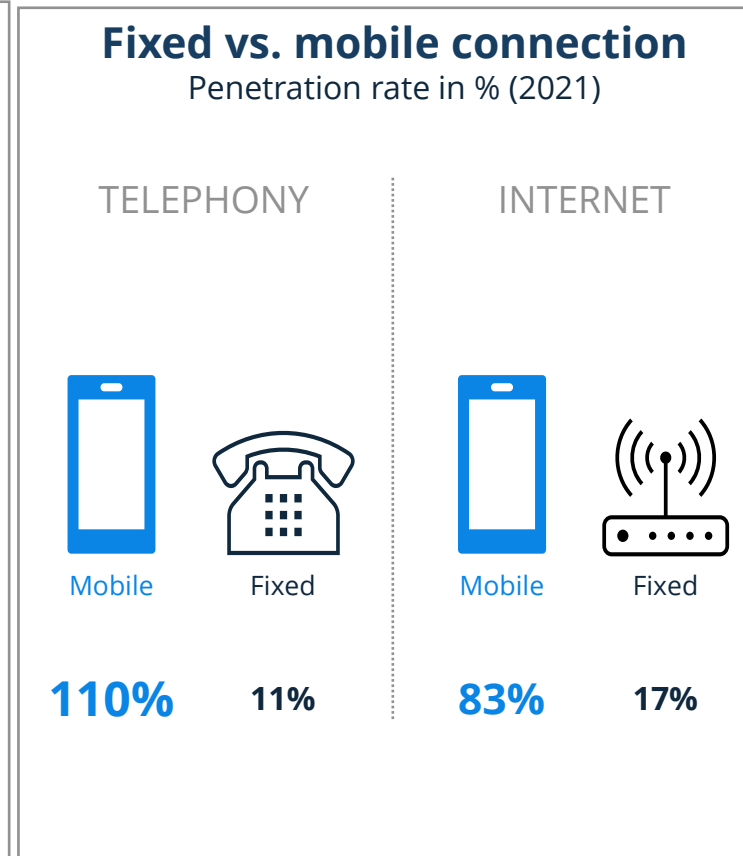 Fixed vs. mobile connection
Penetration rate in % (2021)
TELEPHONY
INTERNET
Mobile
Fixed
Mobile
Fixed
110%
11%
83%
17%